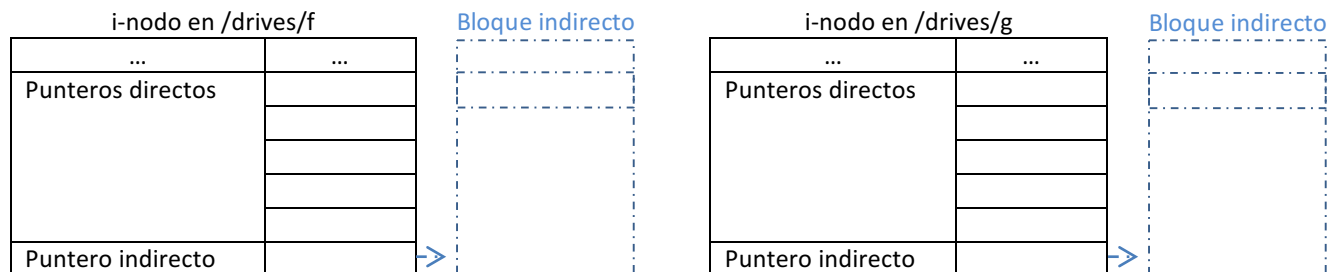 i-nodo en /drives/f
Bloque indirecto
... ...
Punteros directos
Puntero indirecto
i-nodo en /drives/g
Bloque indirecto
... ...
Punteros directos
Puntero indirecto